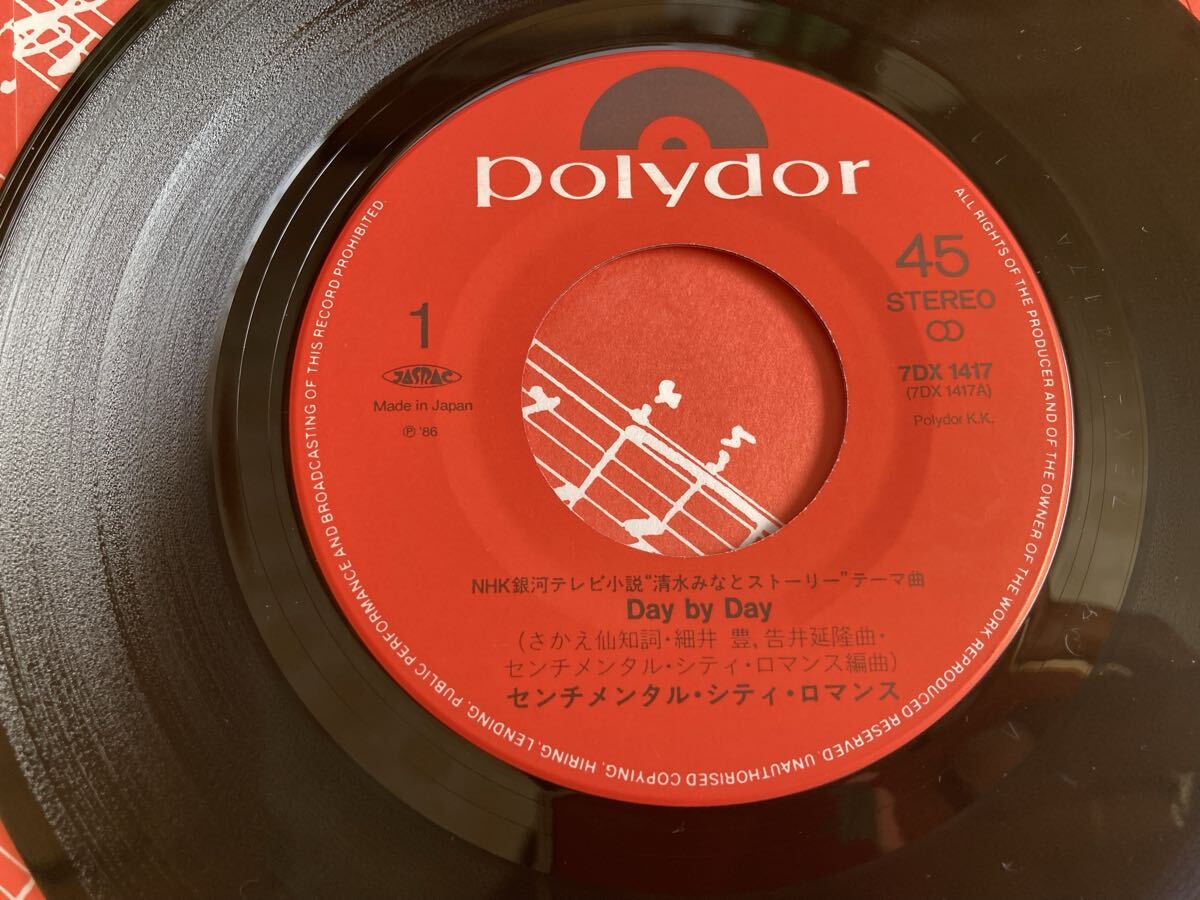 polydor
45
STEREO
1
JASRAC
Made in Japan
Ⓟ '86
7DX 1417
(7DX 1417A)
Polydor K.K.
NHK銀河テレビ小説"清水みなとストーリー"テーマ曲
Day by Day
(さかえ仙知詞・細井 豊,告井延隆曲・
センチメンタル・シティ・ロマンス編曲)
センチメンタル・シティ・ロマンス
ALL RIGHTS OF THE PRODUCER AND OF THE OWNER OF THE WORK REPRODUCED RESERVED. UNAUTHORISED COPYING, HIRING, LENDING, PUBLIC PERFORMANCE AND BROADCASTING OF THIS RECORD PROHIBITED.